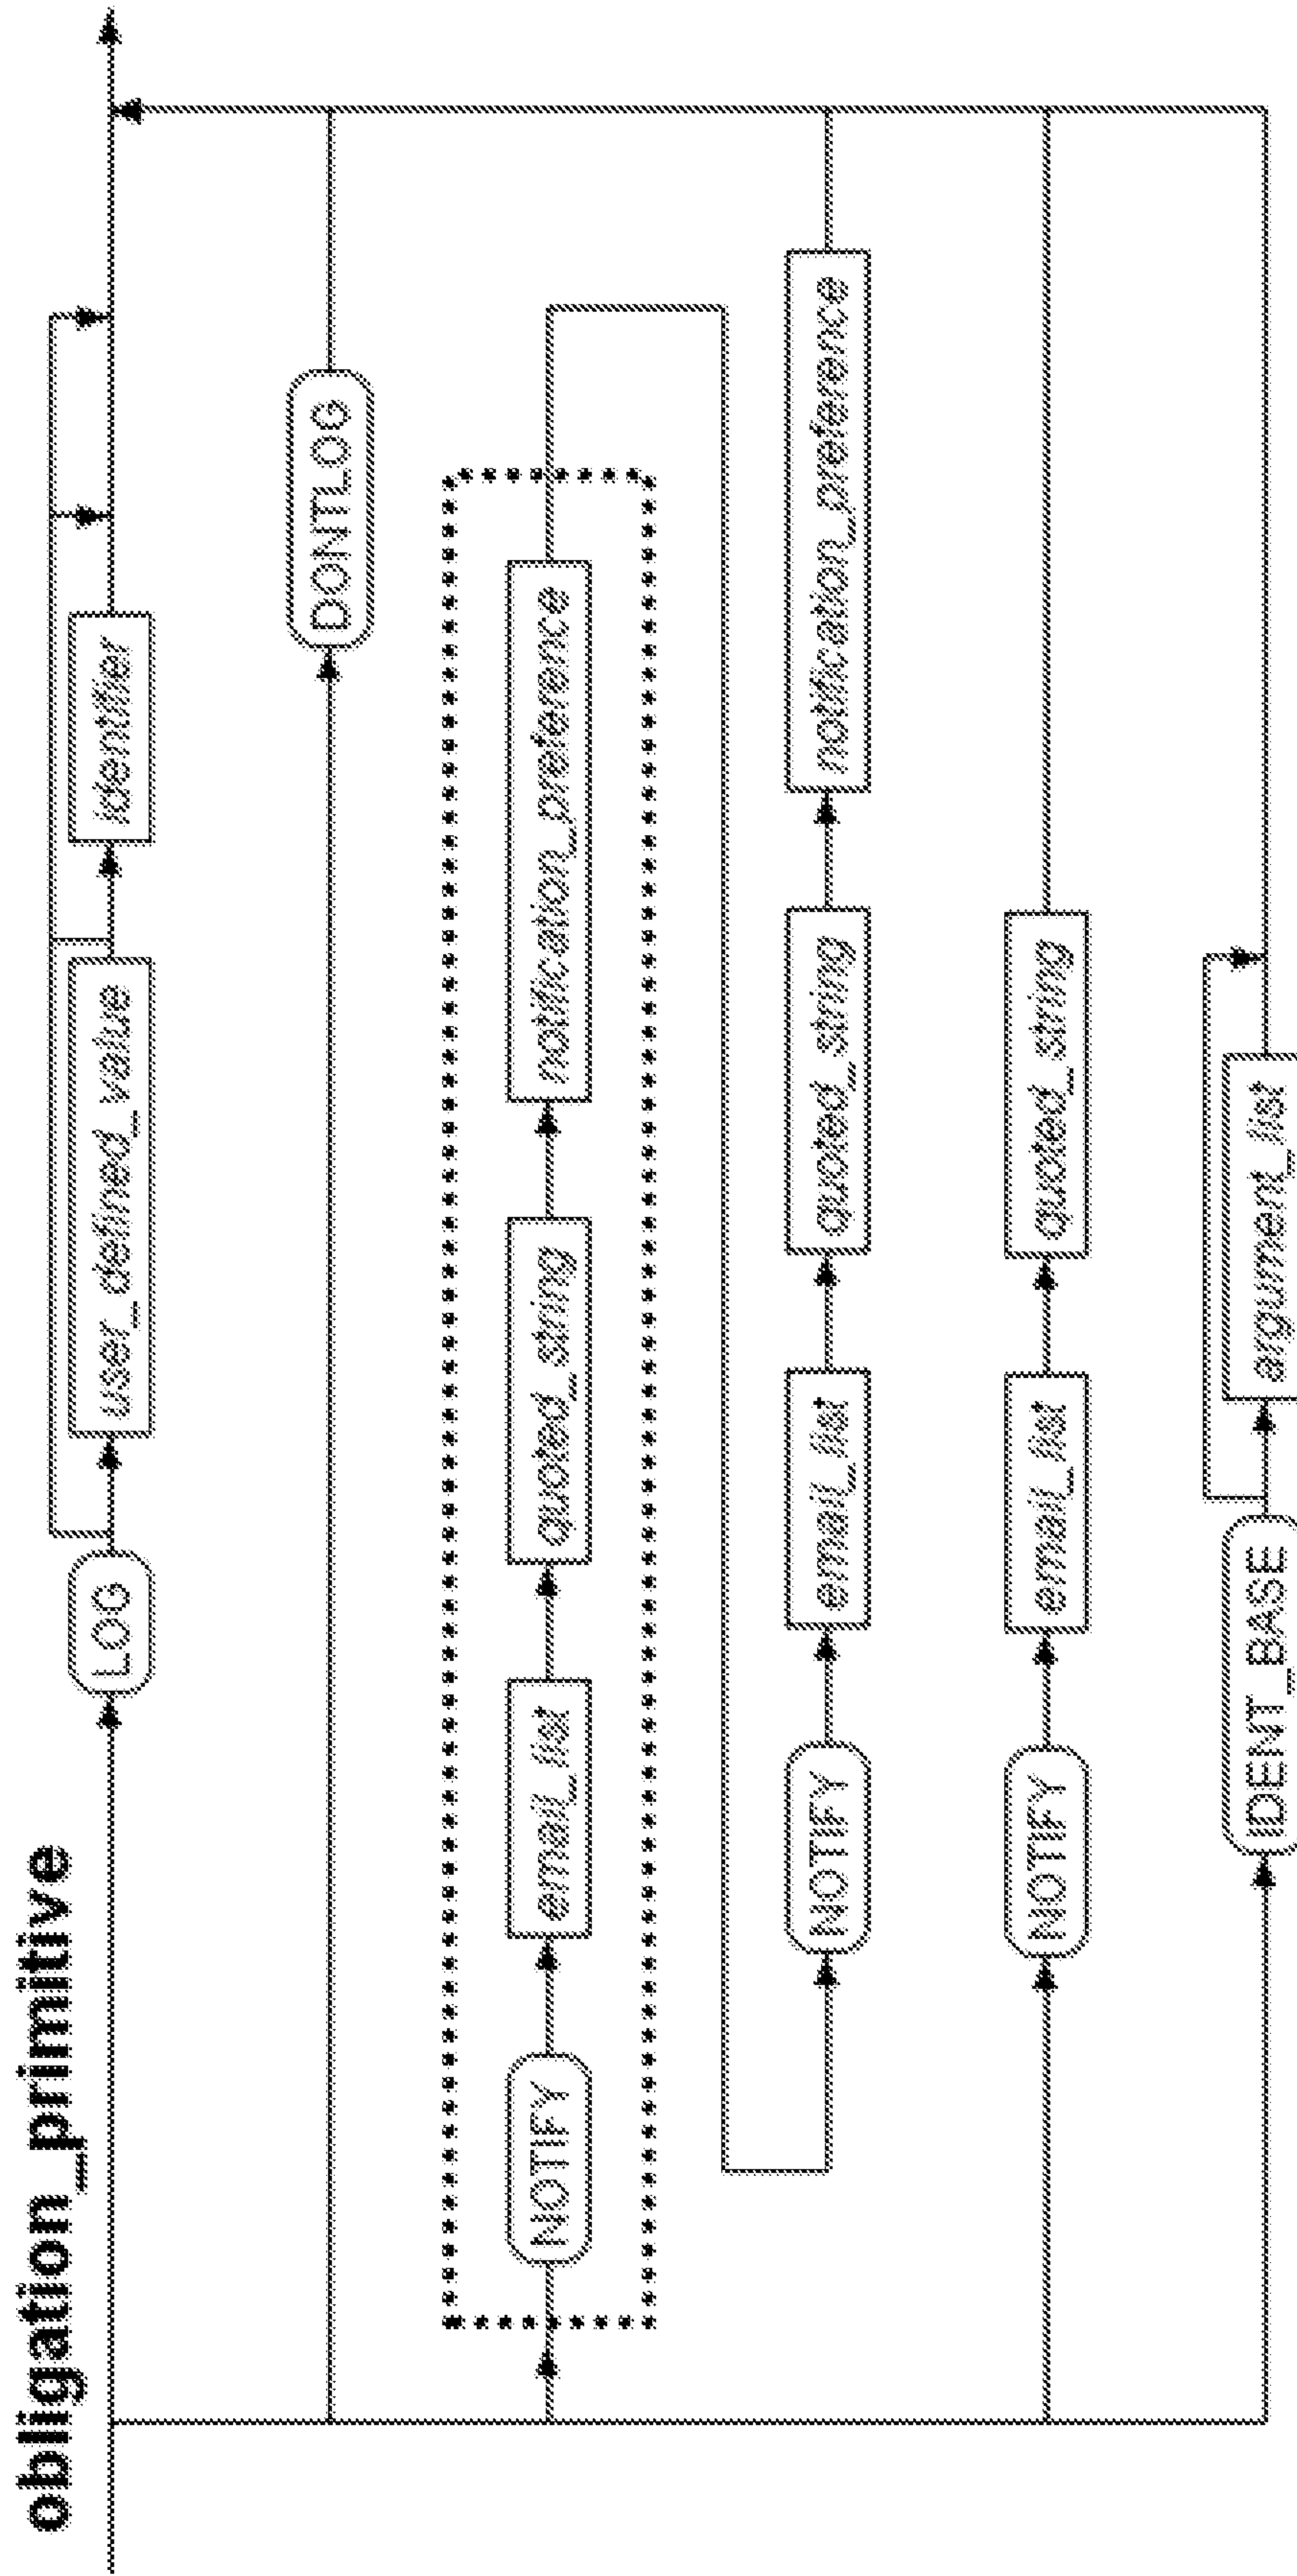 obligation_primitive
LOG user_defined_value identifier
DONTLOG
NOTIFY email_list quoted_string notification_preference
NOTIFY email_list quoted_string notification_preference
NOTIFY email_list quoted_string
IDENT_BASE argument_list